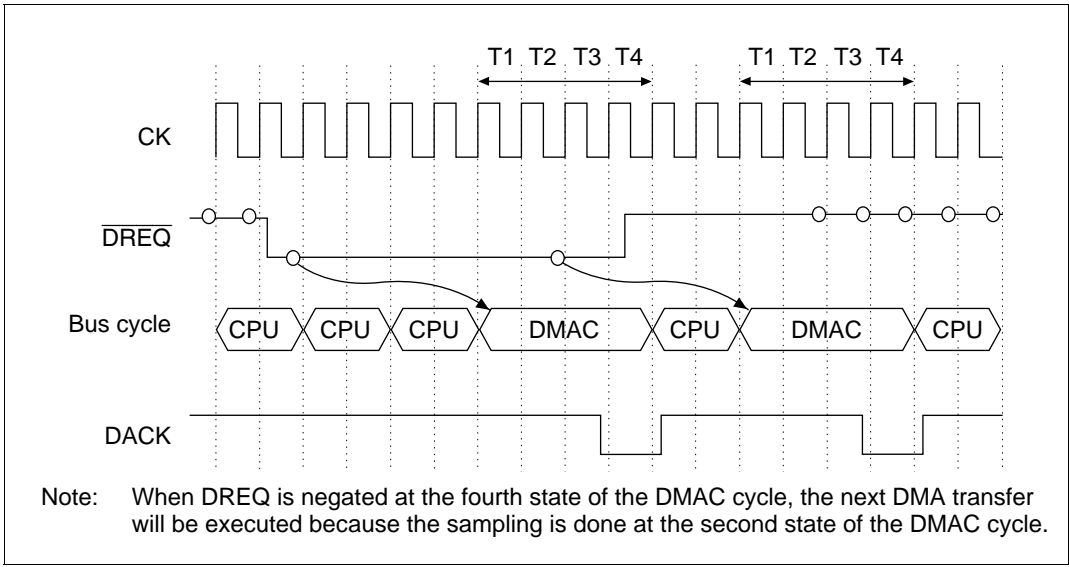 T1 T2 T3 T4 T1 T2 T3 T4
CK
DREQ
Bus cycle CPU CPU CPU DMAC CPU DMAC CPU
DACK
Note: When DREQ is negated at the fourth state of the DMAC cycle, the next DMA transfer
will be executed because the sampling is done at the second state of the DMAC cycle.